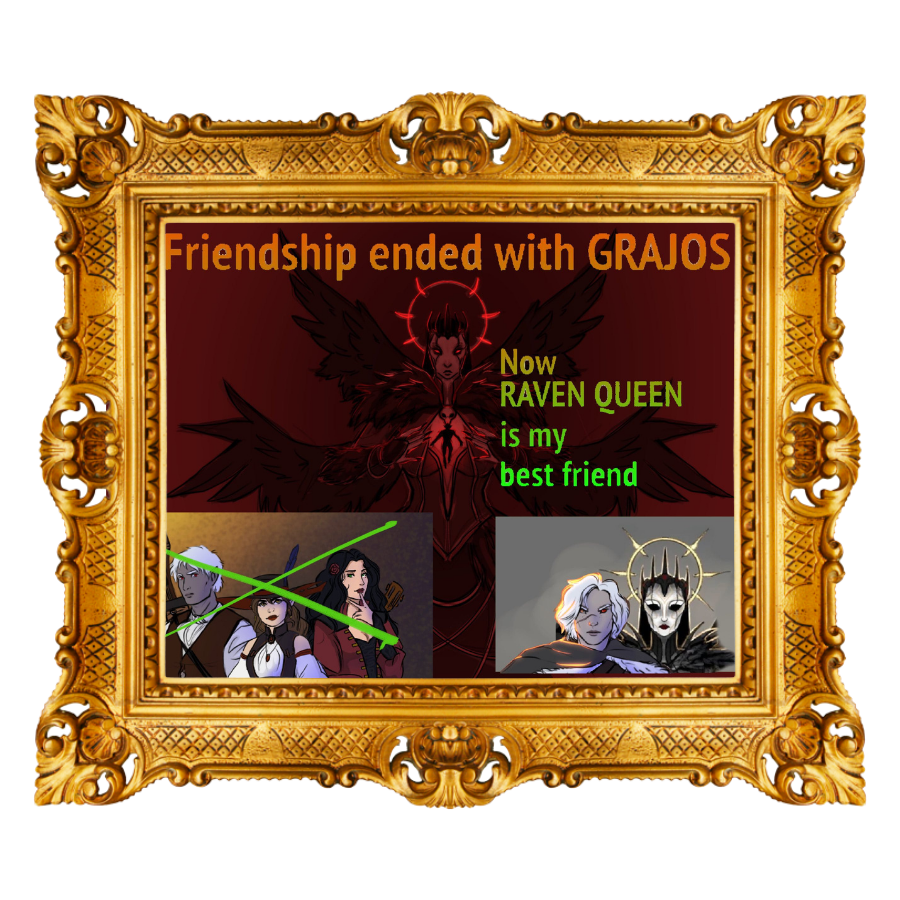 Friendship ended with GRAJOS
Now
RAVEN QUEEN
is my
best friend